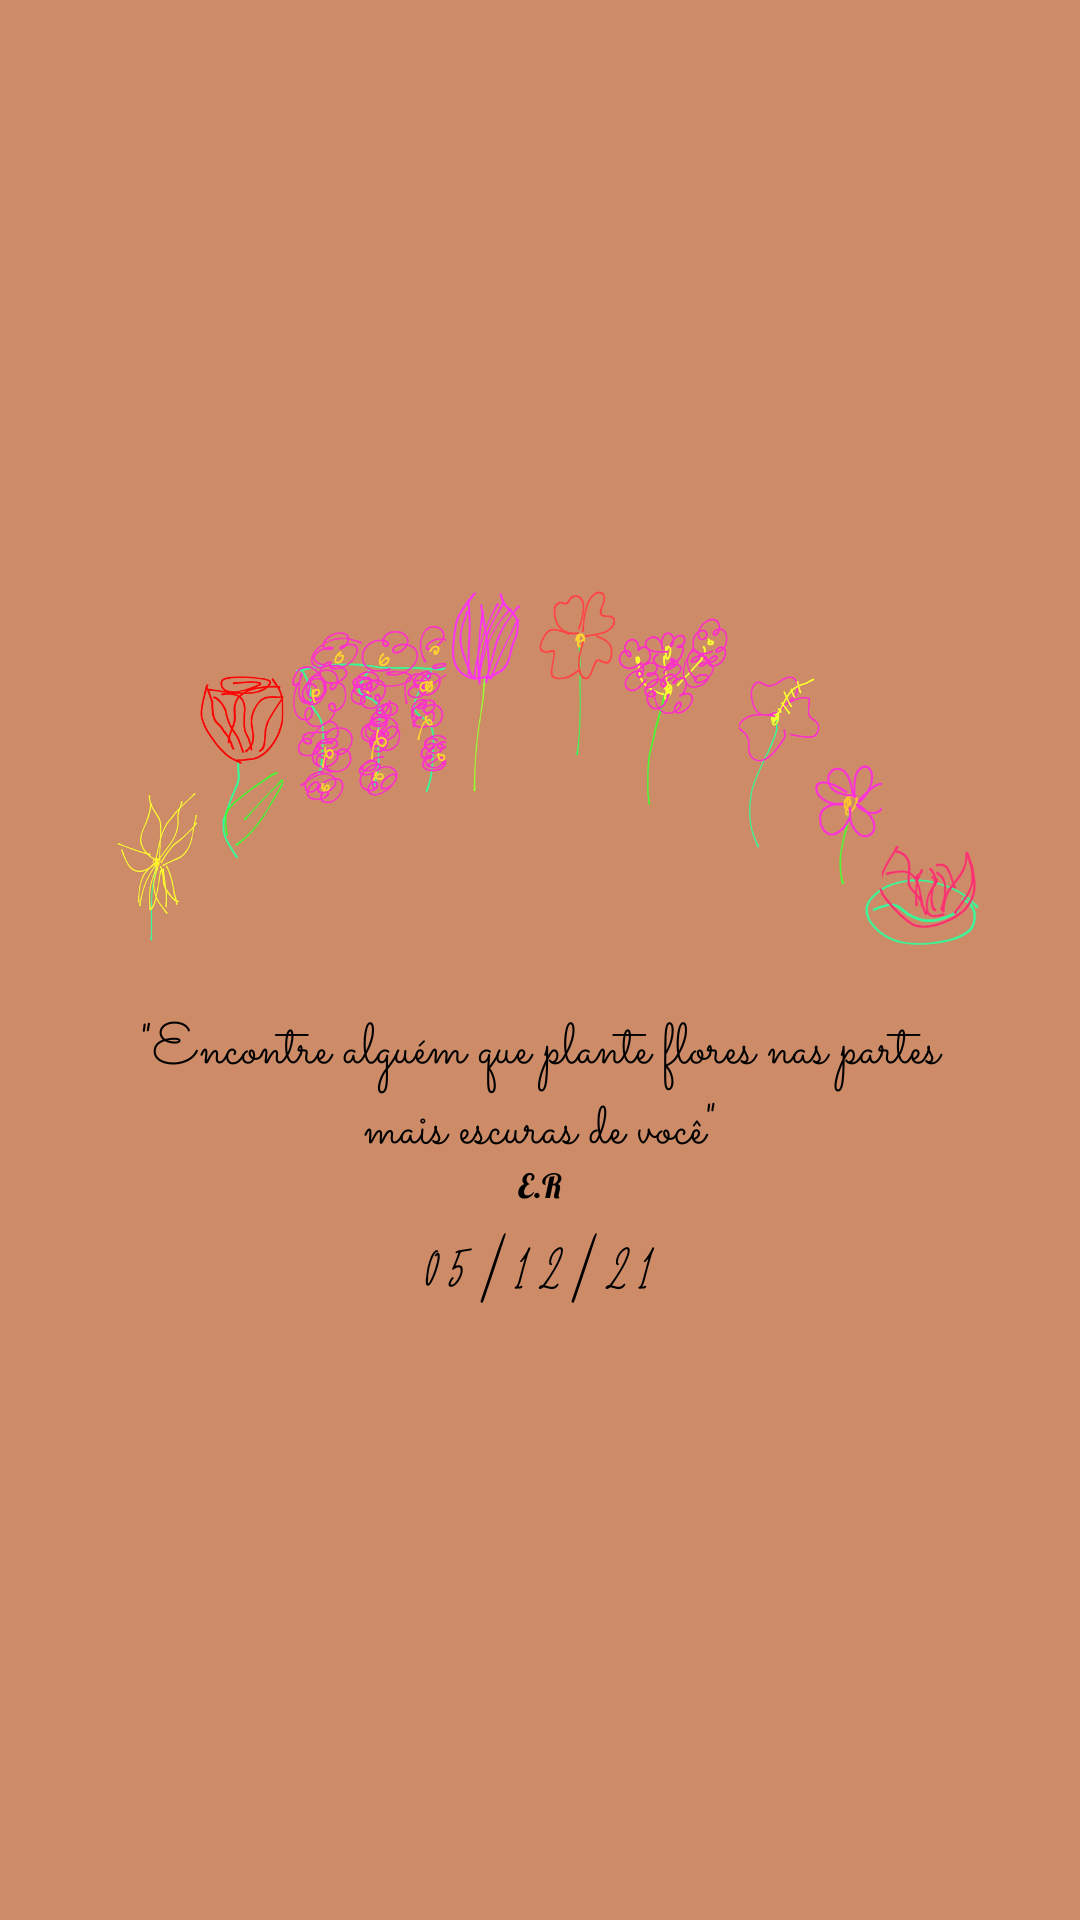 "Encontre alguém que plante flores nas partes
mais escuras de você"
E.R
05/12/21